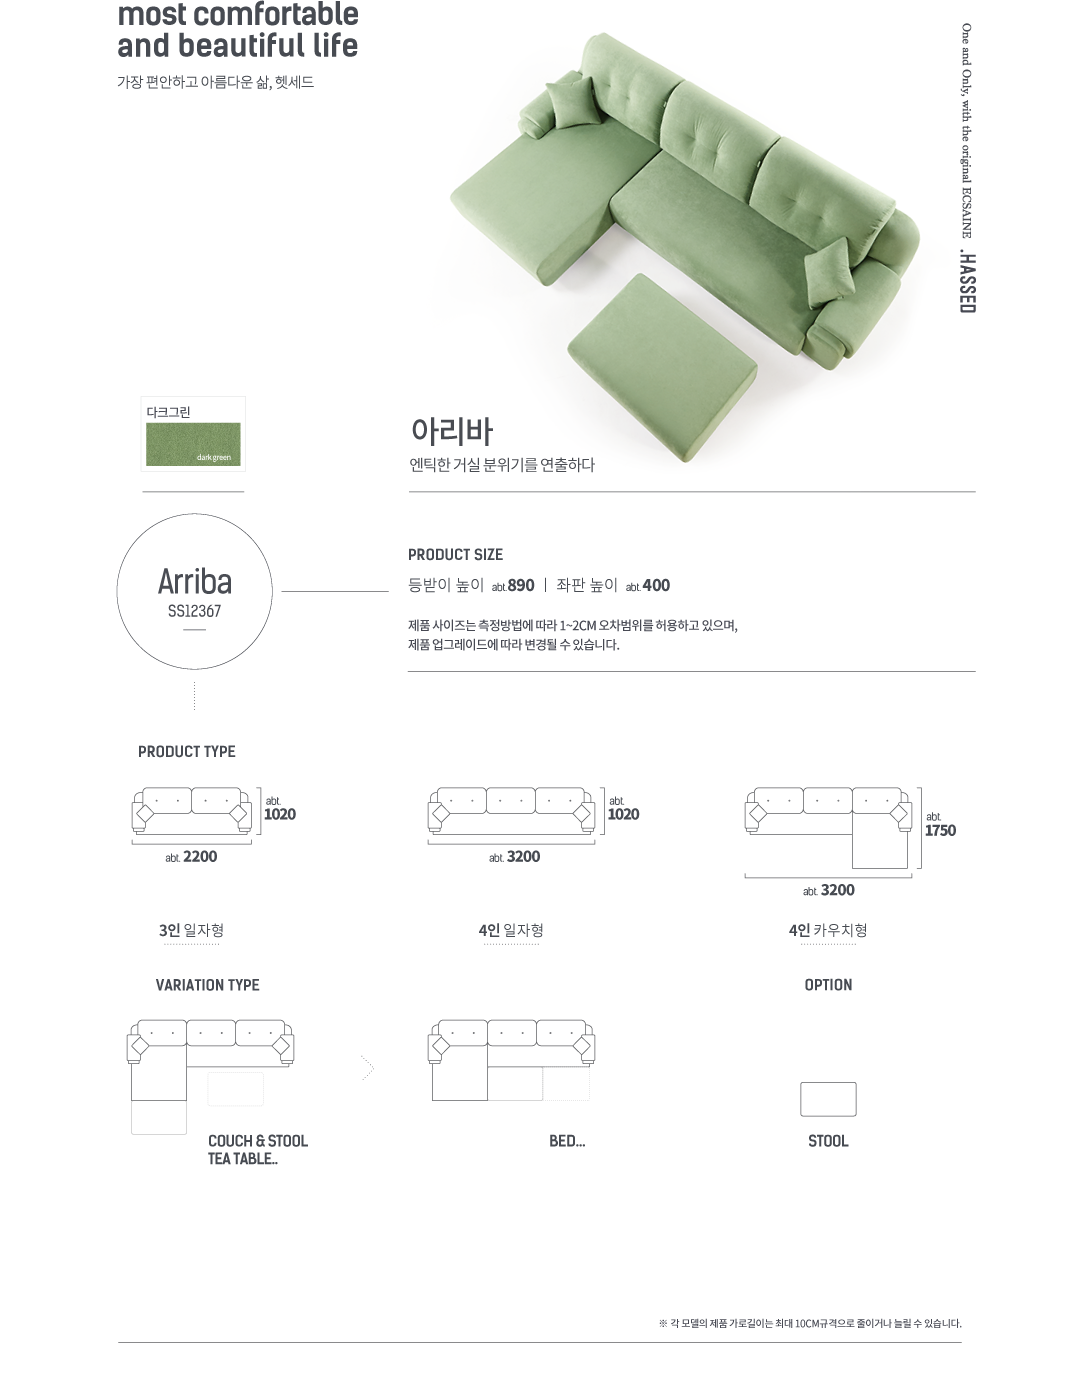 most comfortable
and beautiful life
가장 편안하고 아름다운 삶, 헷세드
One and Only, with the original ECSAINE .HASSED
다크그린
dark green
아리바
엔틱한 거실 분위기를 연출하다
Arriba
SS12367
PRODUCT SIZE
등받이 높이 abt.890 | 좌판 높이 abt.400
제품 사이즈는 측정방법에 따라 1~2CM 오차범위를 허용하고 있으며,
제품 업그레이드에 따라 변경될 수 있습니다.
PRODUCT TYPE
abt.
1020
abt. 2200
3인 일자형
abt.
1020
abt. 3200
4인 일자형
abt.
1750
abt. 3200
4인 카우치형
VARIATION TYPE
COUCH & STOOL
TEA TABLE..
BED...
OPTION
STOOL
※ 각 모델의 제품 가로길이는 최대 10CM규격으로 줄이거나 늘릴 수 있습니다.